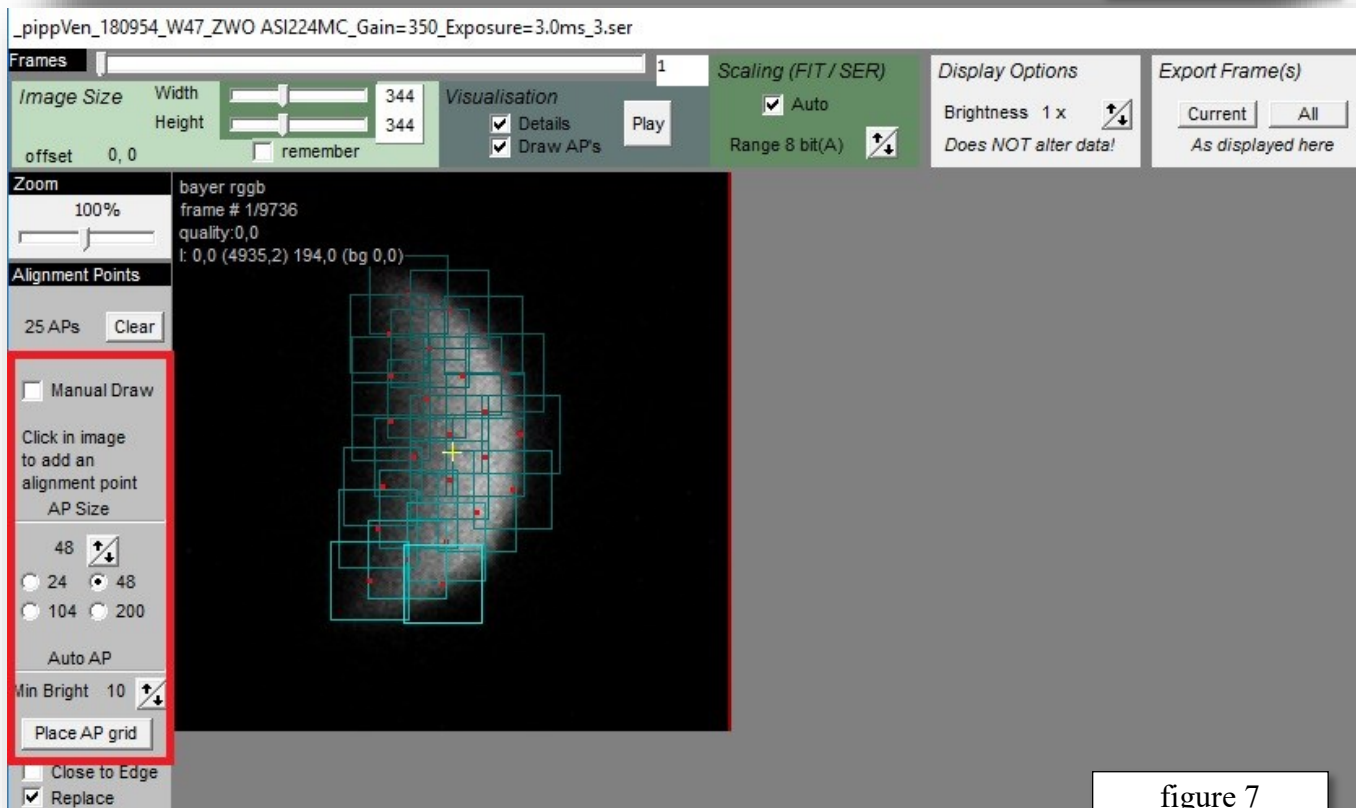 _pippVen_180954_W47_ZWO ASI224MC_Gain=350_Exposure=3.0ms_3.ser
Frames
1
Image Size
Width 344
Height 344
offset 0, 0
remember
Visualisation
Details
Draw AP's
Play
Scaling (FIT / SER)
Auto
Range 8 bit(A)
Display Options
Brightness 1 x
Does NOT alter data!
Export Frame(s)
Current All
As displayed here
Zoom
100%
Alignment Points
25 APs Clear
Manual Draw
Click in image
to add an
alignment point
AP Size
48
24 48
104 200
Auto AP
Min Bright 10
Place AP grid
Close to Edge
Replace
bayer rggb
frame # 1/9736
quality:0,0
l: 0,0 (4935,2) 194,0 (bg 0,0)
figure 7